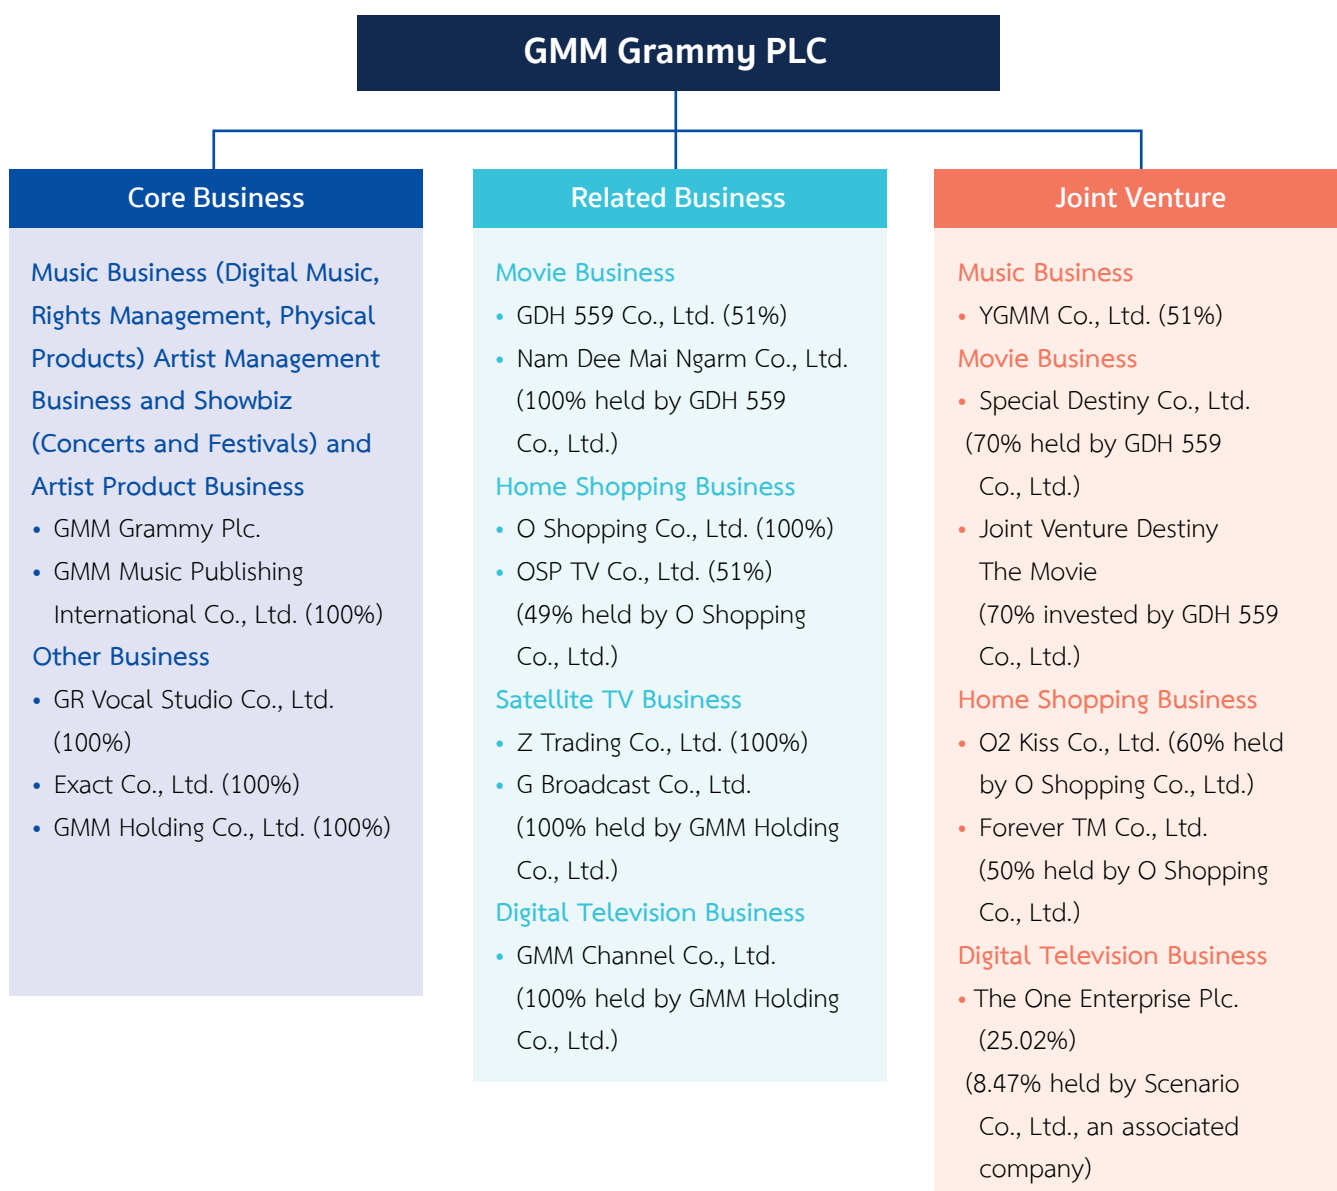 GMM Grammy PLC
Core Business
Music Business (Digital Music,
Rights Management, Physical
Products) Artist Management
Business and Showbiz
(Concerts and Festivals) and
Artist Product Business
• GMM Grammy Plc.
• GMM Music Publishing
International Co., Ltd. (100%)
Other Business
• GR Vocal Studio Co., Ltd.
(100%)
• Exact Co., Ltd. (100%)
• GMM Holding Co., Ltd. (100%)
Related Business
Movie Business
• GDH 559 Co., Ltd. (51%)
• Nam Dee Mai Ngarm Co., Ltd.
(100% held by GDH 559
Co., Ltd.)
Home Shopping Business
• O Shopping Co., Ltd. (100%)
• OSP TV Co., Ltd. (51%)
(49% held by O Shopping
Co., Ltd.)
Satellite TV Business
• Z Trading Co., Ltd. (100%)
• G Broadcast Co., Ltd.
(100% held by GMM Holding
Co., Ltd.)
Digital Television Business
• GMM Channel Co., Ltd.
(100% held by GMM Holding
Co., Ltd.)
Joint Venture
Music Business
• YGMM Co., Ltd. (51%)
Movie Business
• Special Destiny Co., Ltd.
(70% held by GDH 559
Co., Ltd.)
• Joint Venture Destiny
The Movie
(70% invested by GDH 559
Co., Ltd.)
Home Shopping Business
• O2 Kiss Co., Ltd. (60% held
by O Shopping Co., Ltd.)
• Forever TM Co., Ltd.
(50% held by O Shopping
Co., Ltd.)
Digital Television Business
• The One Enterprise Plc.
(25.02%)
(8.47% held by Scenario
Co., Ltd., an associated
company)